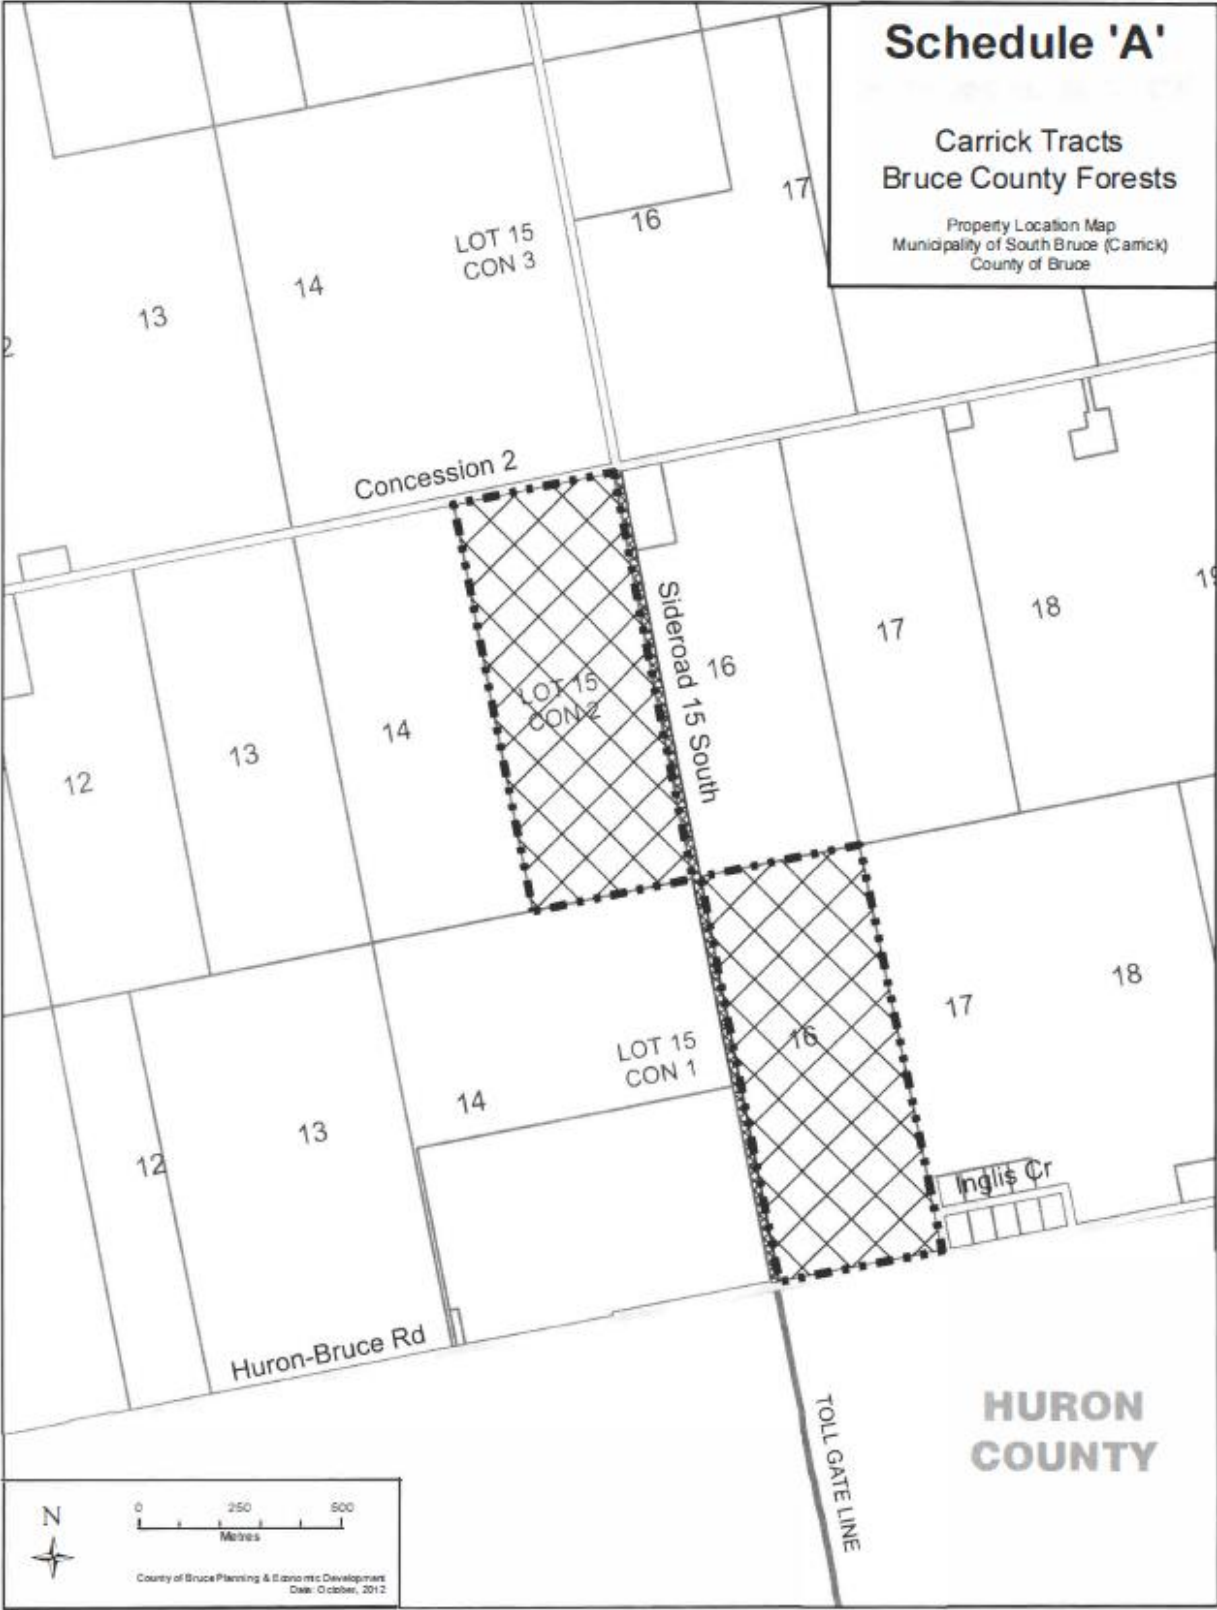 Schedule 'A'
Carrick Tracts
Bruce County Forests
Property Location Map
Municipality of South Bruce (Carrick)
County of Bruce
17
16
LOT 15
CON 3
14
13
2
Concession 2
19
18
17
16
Sideroad 15 South
LOT 15
CON 2
14
13
12
18
17
16
LOT 15
CON 1
14
13
12
Inglis Cr
Huron-Bruce Rd
TOLL GATE LINE
HURON
COUNTY
N
0 250 500
Metres
County of Bruce Planning & Economic Development
Date: October, 2012